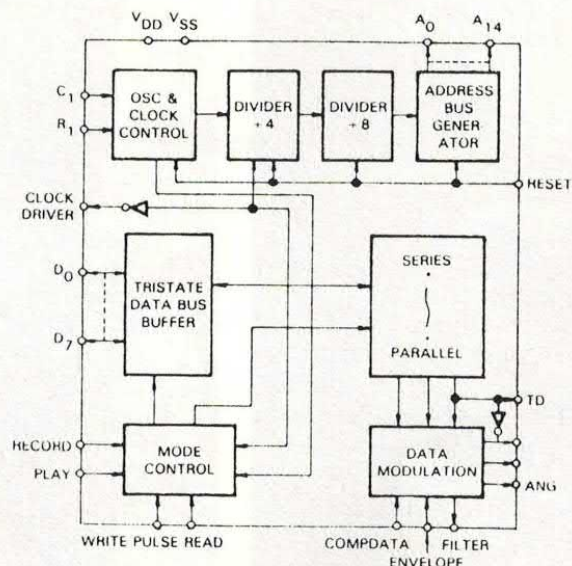 VDD VSS
A0 A14
C1
R1
OSC &
CLOCK
CONTROL
DIVIDER
÷ 4
DIVIDER
÷ 8
ADDRESS
BUS
GENER-
ATOR
RESET
CLOCK
DRIVER
D0
D7
TRISTATE
DATA BUS
BUFFER
SERIES
PARALLEL
TD
RECORD
PLAY
MODE
CONTROL
DATA
MODULATION
ANG
WRITE PULSE READ
COMPDATA
FILTER
ENVELOPE